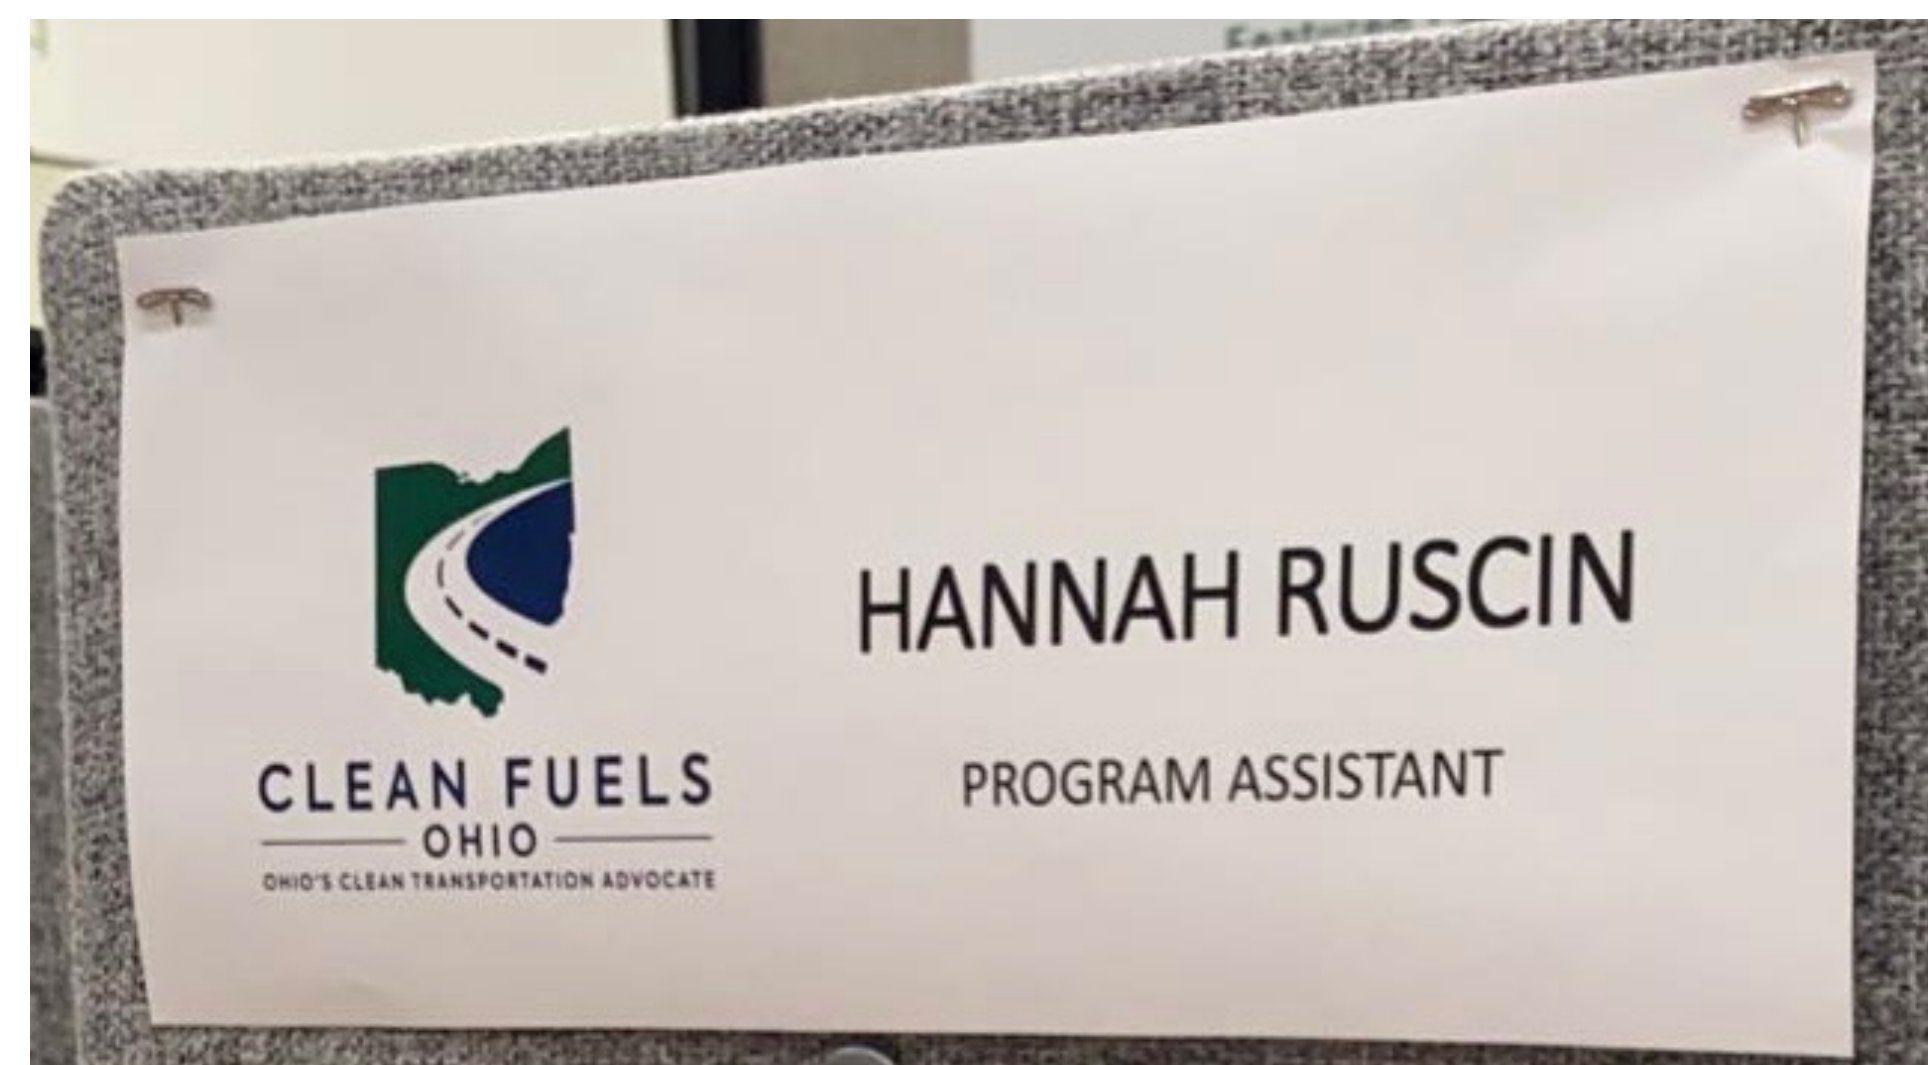 HANNAH RUSCIN
PROGRAM ASSISTANT
CLEAN FUELS
OHIO
OHIO'S CLEAN TRANSPORTATION ADVOCATE